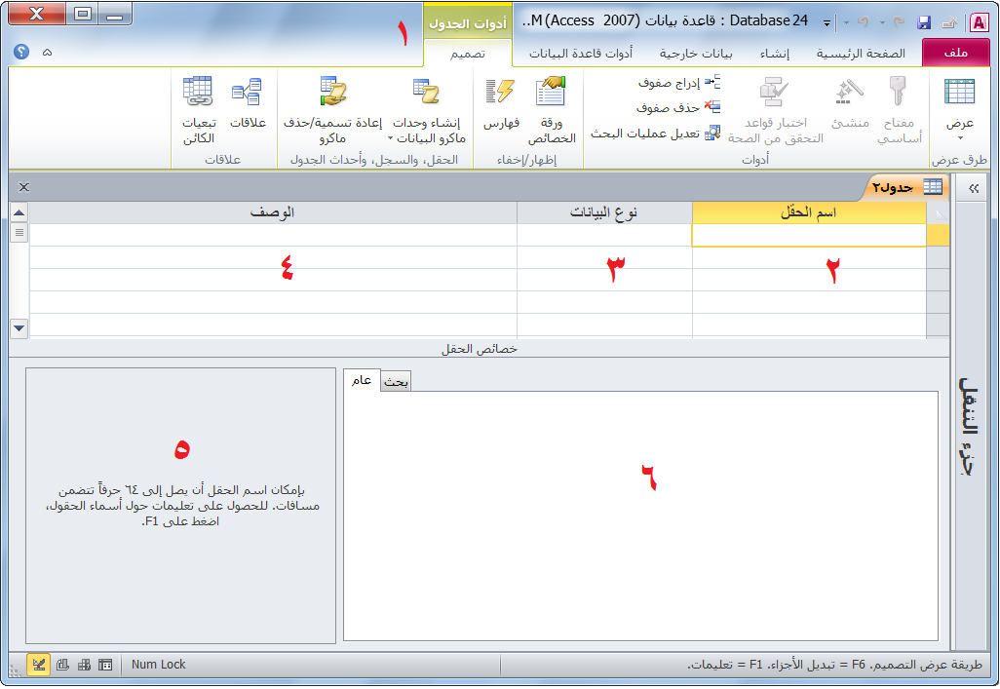 Database24 : قاعدة بيانات (Access 2007) M..
أدوات الجدول
١
ملف
الصفحة الرئيسية
إنشاء
بيانات خارجية
أدوات قاعدة البيانات
تصميم
عرض
مفتاح
أساسي
منشئ
اختبار قواعد
التحقق من الصحة
إدراج صفوف
حذف صفوف
تعديل عمليات البحث
ورقة
الخصائص
فهارس
إنشاء وحدات
ماكرو البيانات
إعادة تسمية/حذف
ماكرو
علاقات
تبعيات
الكائن
طرق عرض
أدوات
إظهار/إخفاء
الحقل، والسجل، وأحداث الجدول
علاقات
جدول٢
اسم الحقل
نوع البيانات
الوصف
٢
٣
٤
خصائص الحقل
جزء التنقل
بحث
عام
٦
٥
بإمكان اسم الحقل أن يصل إلى ٦٤ حرفاً تتضمن
مسافات. للحصول على تعليمات حول أسماء الحقول،
اضغط على F1.
طريقة عرض التصميم. F6 = تبديل الأجزاء. F1 = تعليمات.
Num Lock